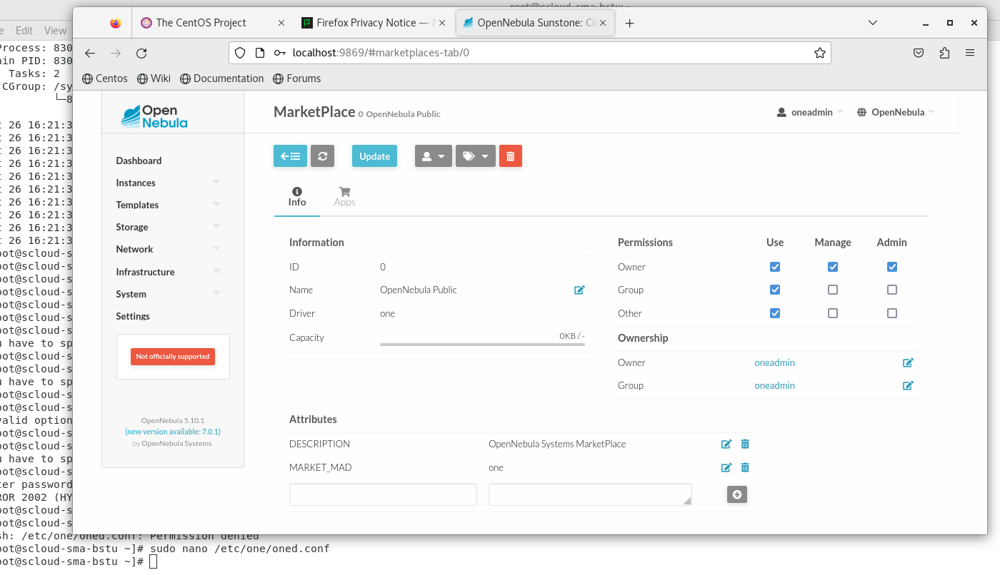 root@scloud-sma-bstu:~
Edit View
The CentOS Project
Firefox Privacy Notice —
OpenNebula Sunstone: Cl
localhost:9869/#marketplaces-tab/0
Centos Wiki Documentation Forums
Process: 830
ain PID: 830
Tasks: 2
CGroup: /sy
└─8
t 26 16:21:3
t 26 16:21:3
t 26 16:21:3
t 26 16:21:3
t 26 16:21:3
t 26 16:21:3
t 26 16:21:3
t 26 16:21:3
t 26 16:21:3
t 26 16:21:3
oot@scloud-s
oot@scloud-s
oot@scloud-s
oot@scloud-s
oot@scloud-s
oot@scloud-s
oot@scloud-s
u have to sp
oot@scloud-s
oot@scloud-s
u have to sp
oot@scloud-s
oot@scloud-s
valid option
oot@scloud-s
oot@scloud-s
u have to sp
oot@scloud-s
ter password
ROR 2002 (HY
oot@scloud-s
oot@scloud-s
sh: /etc/one/oned.conf: Permission denied
oot@scloud-sma-bstu ~]# sudo nano /etc/one/oned.conf
oot@scloud-sma-bstu ~]#
Open
Nebula
MarketPlace 0 OpenNebula Public
oneadmin
OpenNebula
Dashboard
Instances
Templates
Storage
Network
Infrastructure
System
Settings
Not officially supported
OpenNebula 5.10.1
(new version available: 7.0.1)
by OpenNebula Systems.
Update
Info
Apps
Information
ID 0
Name OpenNebula Public
Driver one
Capacity 0KB / -
Permissions Use Manage Admin
Owner
Group
Other
Ownership
Owner oneadmin
Group oneadmin
Attributes
DESCRIPTION OpenNebula Systems MarketPlace
MARKET_MAD one